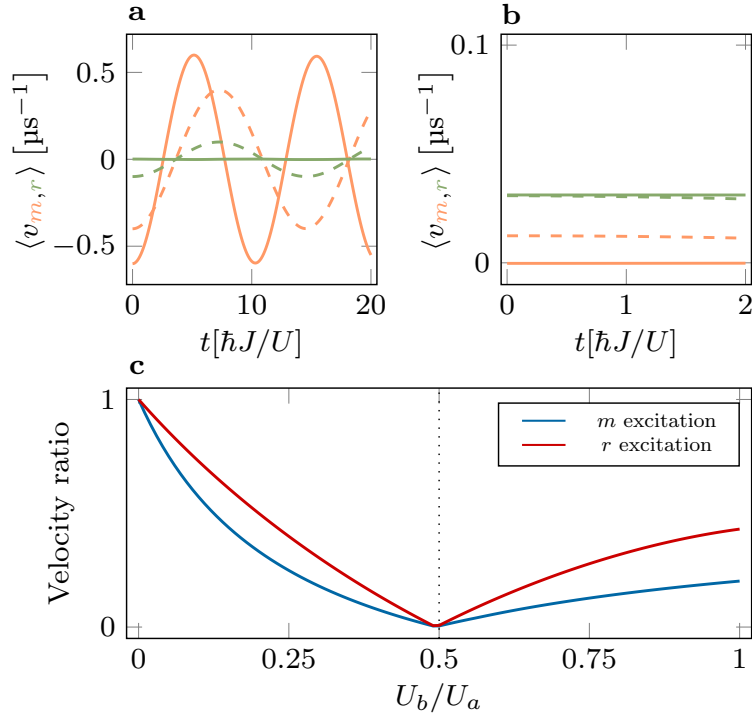 a
0.5
0
−0.5
⟨v_{m,r}⟩ [µs⁻¹]
0
10
20
t[ħJ/U]
b
0.1
0
⟨v_{m,r}⟩ [µs⁻¹]
0
1
2
t[ħJ/U]
c
1
0
Velocity ratio
m excitation
r excitation
0
0.25
0.5
0.75
1
U_b/U_a